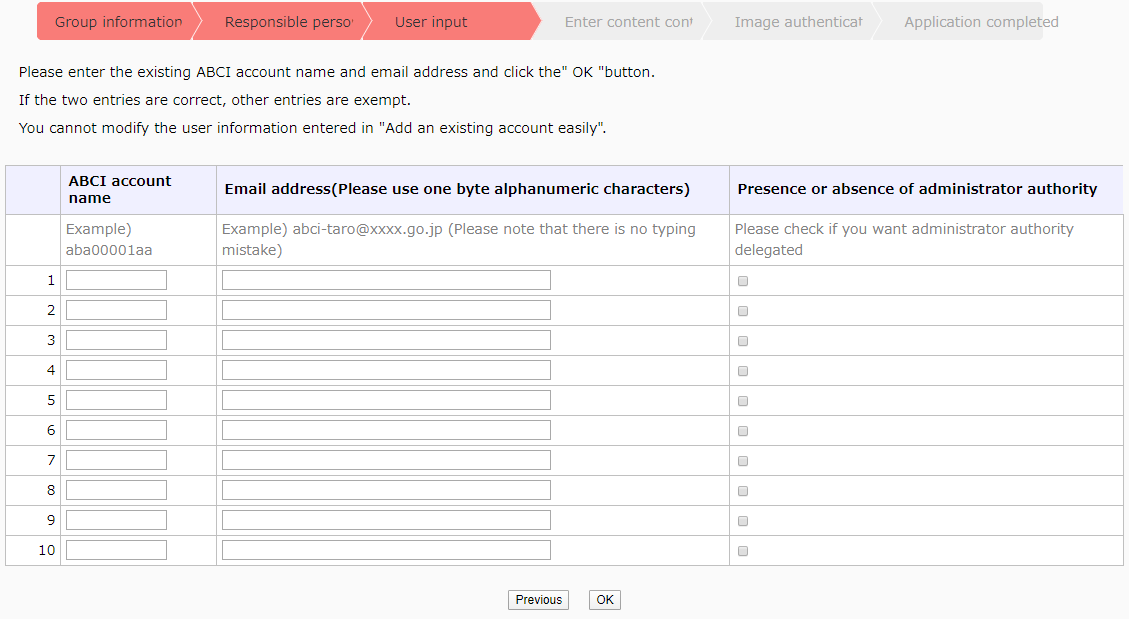 Group information
Responsible perso
User input
Enter content con
Image authenticat
Application completed
Please enter the existing ABCI account name and email address and click the" OK "button.
If the two entries are correct, other entries are exempt.
You cannot modify the user information entered in "Add an existing account easily".
ABCI account
name
Email address(Please use one byte alphanumeric characters)
Presence or absence of administrator authority
Example)
aba00001aa
Example) abci-taro@xxxx.go.jp (Please note that there is no typing
mistake)
Please check if you want administrator authority
delegated
1
2
3
4
5
6
7
8
9
10
Previous
OK